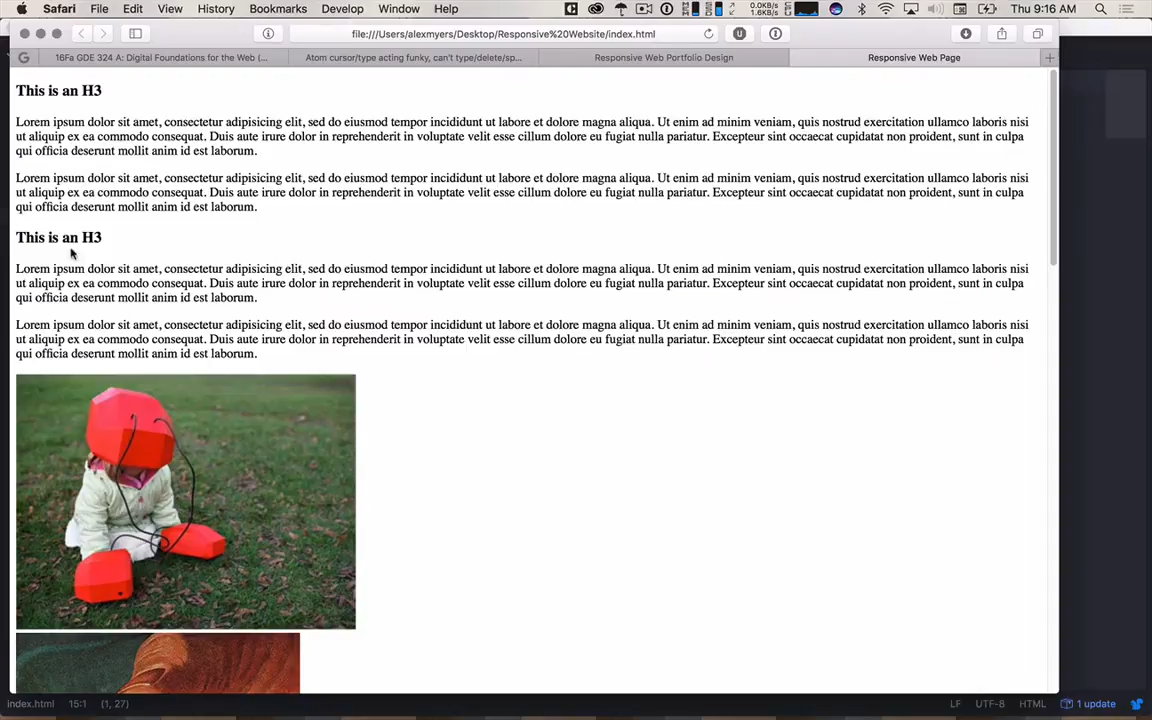 Safari File Edit View History Bookmarks Develop Window Help 0.0KB/s 1.6KB/s Thu 9:16 AM
file:///Users/alexmyers/Desktop/Responsive%20Website/index.html
16Fa GDE 324 A: Digital Foundations for the Web (... Atom cursor/type acting funky, can't type/delete/sp... Responsive Web Portfolio Design Responsive Web Page
This is an H3
Lorem ipsum dolor sit amet, consectetur adipisicing elit, sed do eiusmod tempor incididunt ut labore et dolore magna aliqua. Ut enim ad minim veniam, quis nostrud exercitation ullamco laboris nisi
ut aliquip ex ea commodo consequat. Duis aute irure dolor in reprehenderit in voluptate velit esse cillum dolore eu fugiat nulla pariatur. Excepteur sint occaecat cupidatat non proident, sunt in culpa
qui officia deserunt mollit anim id est laborum.
Lorem ipsum dolor sit amet, consectetur adipisicing elit, sed do eiusmod tempor incididunt ut labore et dolore magna aliqua. Ut enim ad minim veniam, quis nostrud exercitation ullamco laboris nisi
ut aliquip ex ea commodo consequat. Duis aute irure dolor in reprehenderit in voluptate velit esse cillum dolore eu fugiat nulla pariatur. Excepteur sint occaecat cupidatat non proident, sunt in culpa
qui officia deserunt mollit anim id est laborum.
This is an H3
Lorem ipsum dolor sit amet, consectetur adipisicing elit, sed do eiusmod tempor incididunt ut labore et dolore magna aliqua. Ut enim ad minim veniam, quis nostrud exercitation ullamco laboris nisi
ut aliquip ex ea commodo consequat. Duis aute irure dolor in reprehenderit in voluptate velit esse cillum dolore eu fugiat nulla pariatur. Excepteur sint occaecat cupidatat non proident, sunt in culpa
qui officia deserunt mollit anim id est laborum.
Lorem ipsum dolor sit amet, consectetur adipisicing elit, sed do eiusmod tempor incididunt ut labore et dolore magna aliqua. Ut enim ad minim veniam, quis nostrud exercitation ullamco laboris nisi
ut aliquip ex ea commodo consequat. Duis aute irure dolor in reprehenderit in voluptate velit esse cillum dolore eu fugiat nulla pariatur. Excepteur sint occaecat cupidatat non proident, sunt in culpa
qui officia deserunt mollit anim id est laborum.
index.html 15:1 (1, 27) LF UTF-8 HTML 1 update